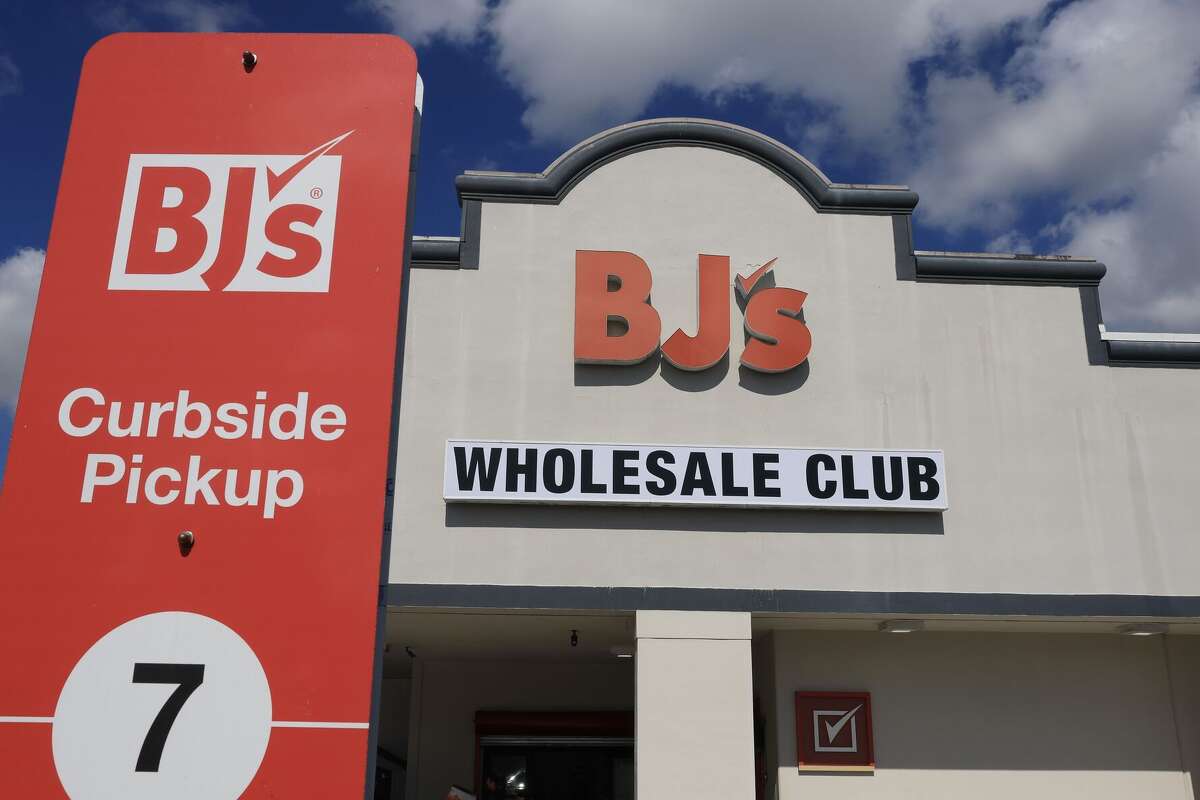 BJ's®
Curbside
Pickup
7
BJ's
WHOLESALE CLUB